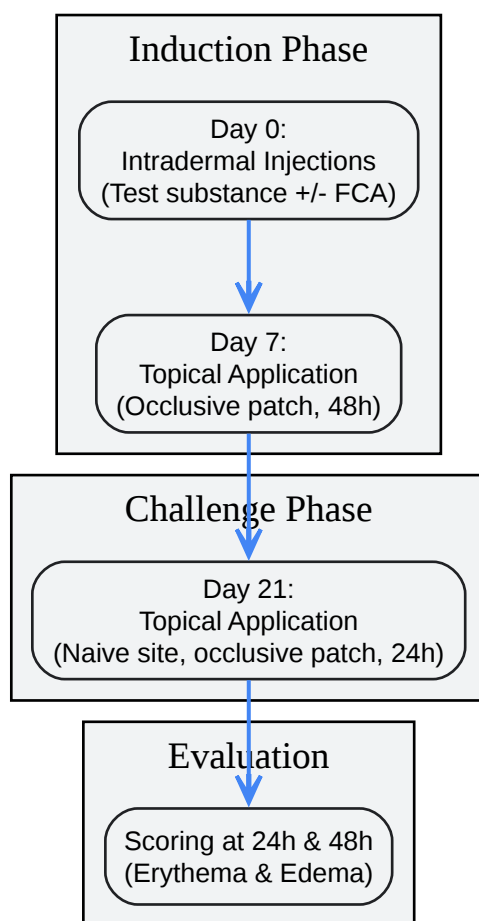 Induction Phase
Day 0:
Intradermal Injections
(Test substance +/- FCA)
Day 7:
Topical Application
(Occlusive patch, 48h)
Challenge Phase
Day 21:
Topical Application
(Naive site, occlusive patch, 24h)
Evaluation
Scoring at 24h & 48h
(Erythema & Edema)